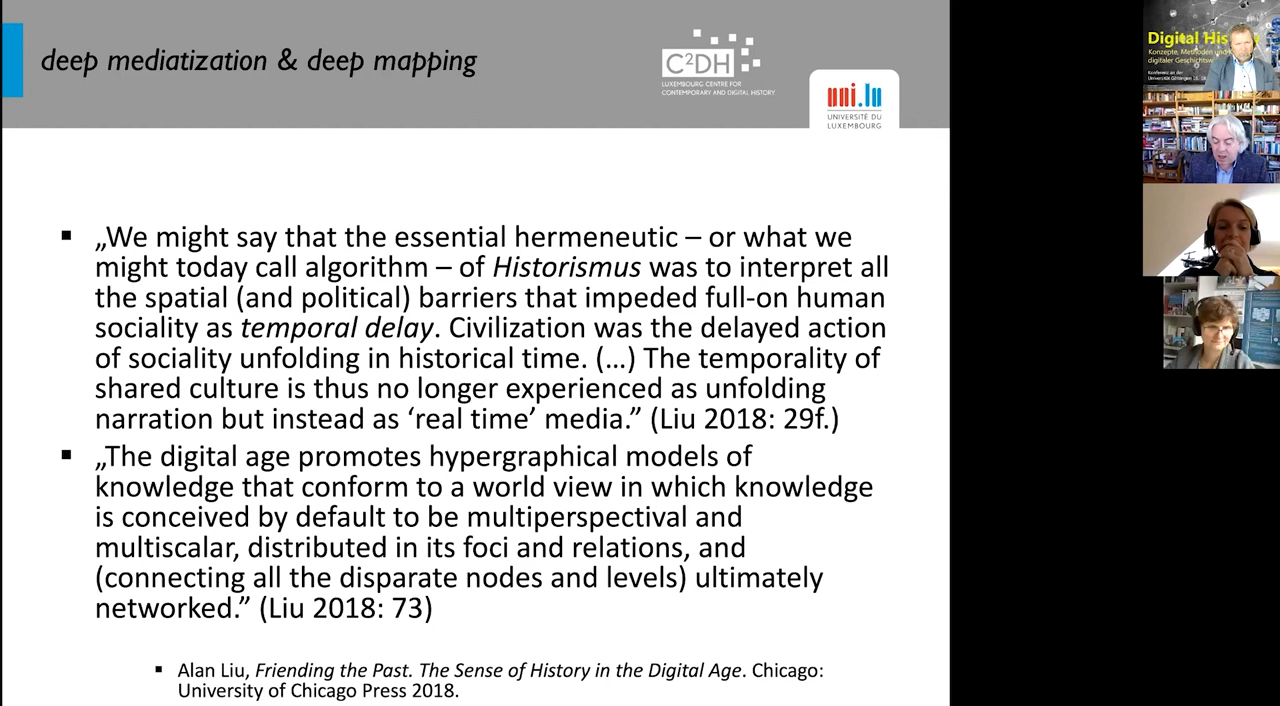 deep mediatization & deep mapping
C²DH
LUXEMBOURG CENTRE FOR
CONTEMPORARY AND DIGITAL HISTORY
uni.lu
UNIVERSITÉ DU
LUXEMBOURG
▪ „We might say that the essential hermeneutic – or what we
might today call algorithm – of Historismus was to interpret all
the spatial (and political) barriers that impeded full-on human
sociality as temporal delay. Civilization was the delayed action
of sociality unfolding in historical time. (…) The temporality of
shared culture is thus no longer experienced as unfolding
narration but instead as ‘real time’ media.” (Liu 2018: 29f.)
▪ „The digital age promotes hypergraphical models of
knowledge that conform to a world view in which knowledge
is conceived by default to be multiperspectival and
multiscalar, distributed in its foci and relations, and
(connecting all the disparate nodes and levels) ultimately
networked.” (Liu 2018: 73)
▪ Alan Liu, Friending the Past. The Sense of History in the Digital Age. Chicago:
University of Chicago Press 2018.
Digital His
Konzepte, Methoden und K
digitaler Geschichtsw
Konferenz an der
Universität Göttingen